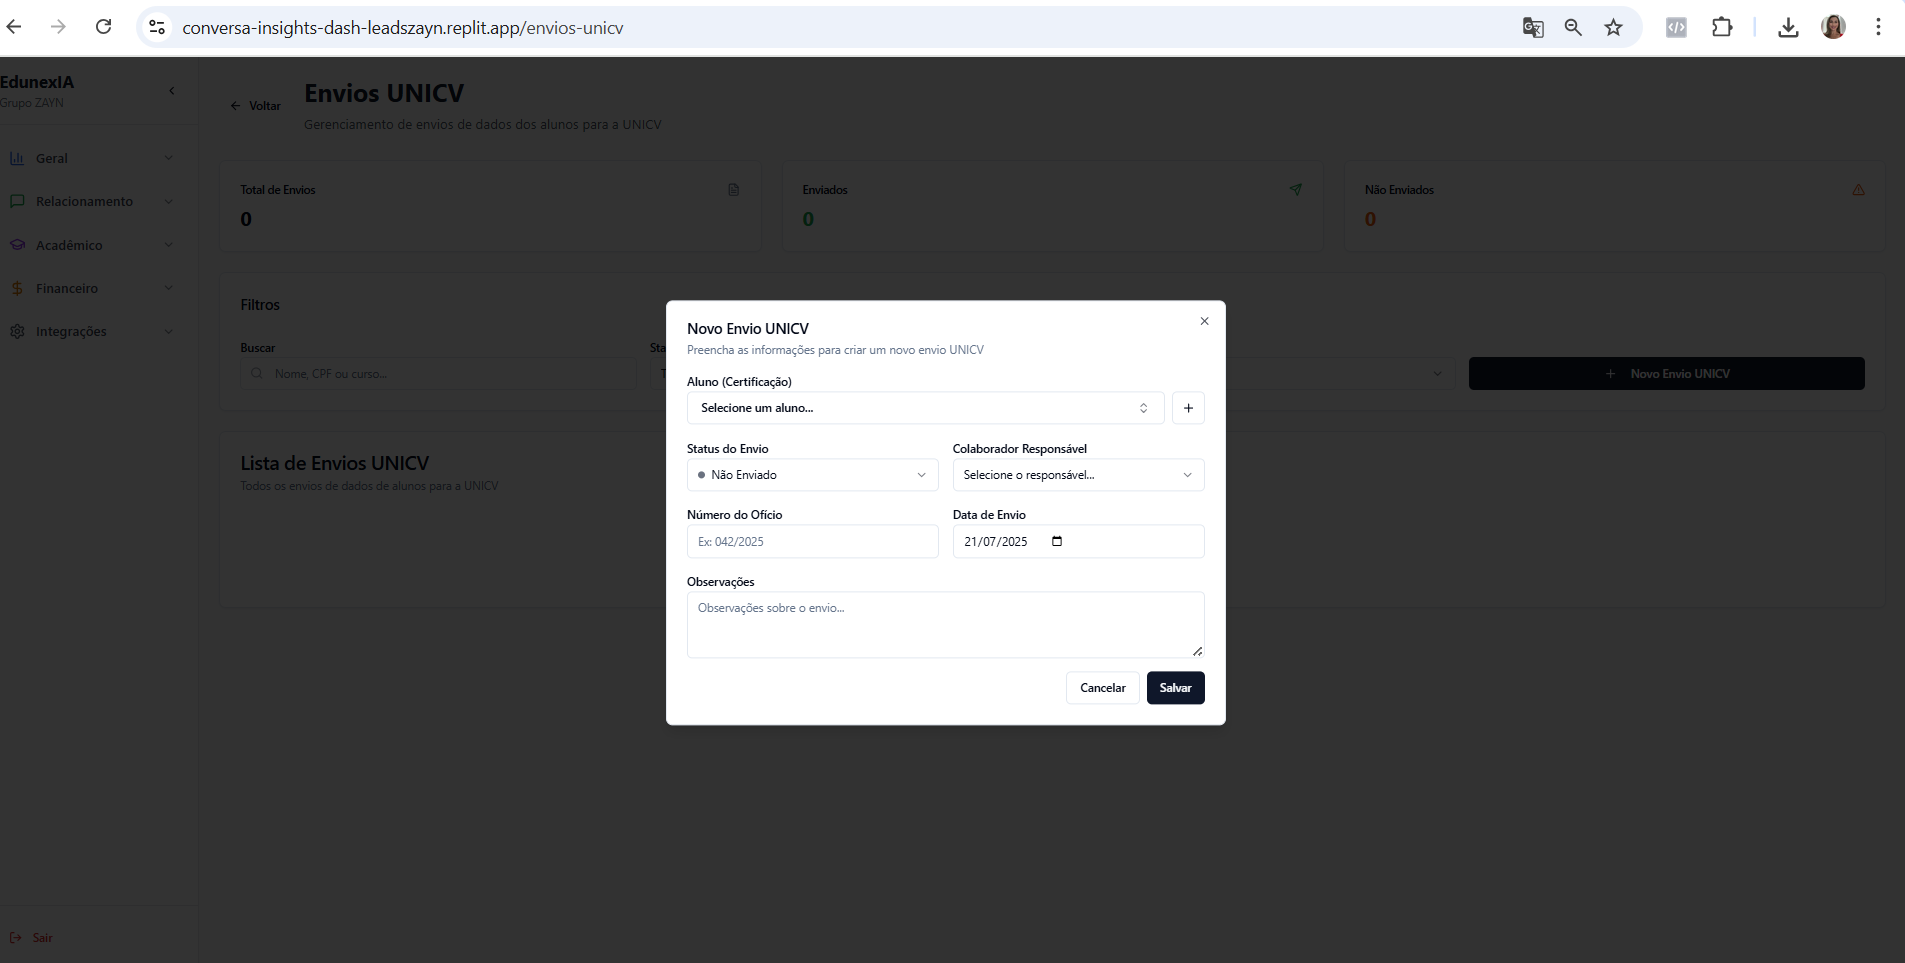 conversa-insights-dash-leadszayn.replit.app/envios-unicv
EdunexIA
Grupo ZAYN
Geral
Relacionamento
Acadêmico
Financeiro
Integrações
Sair
Voltar
Envios UNICV
Gerenciamento de envios de dados dos alunos para a UNICV
Total de Envios
0
Enviados
0
Não Enviados
0
Filtros
Buscar
Nome, CPF ou curso...
Sta
T
Novo Envio UNICV
Lista de Envios UNICV
Todos os envios de dados de alunos para a UNICV
Novo Envio UNICV
Preencha as informações para criar um novo envio UNICV
Aluno (Certificação)
Selecione um aluno...
Status do Envio
Não Enviado
Colaborador Responsável
Selecione o responsável...
Número do Ofício
Ex: 042/2025
Data de Envio
21/07/2025
Observações
Observações sobre o envio...
Cancelar
Salvar